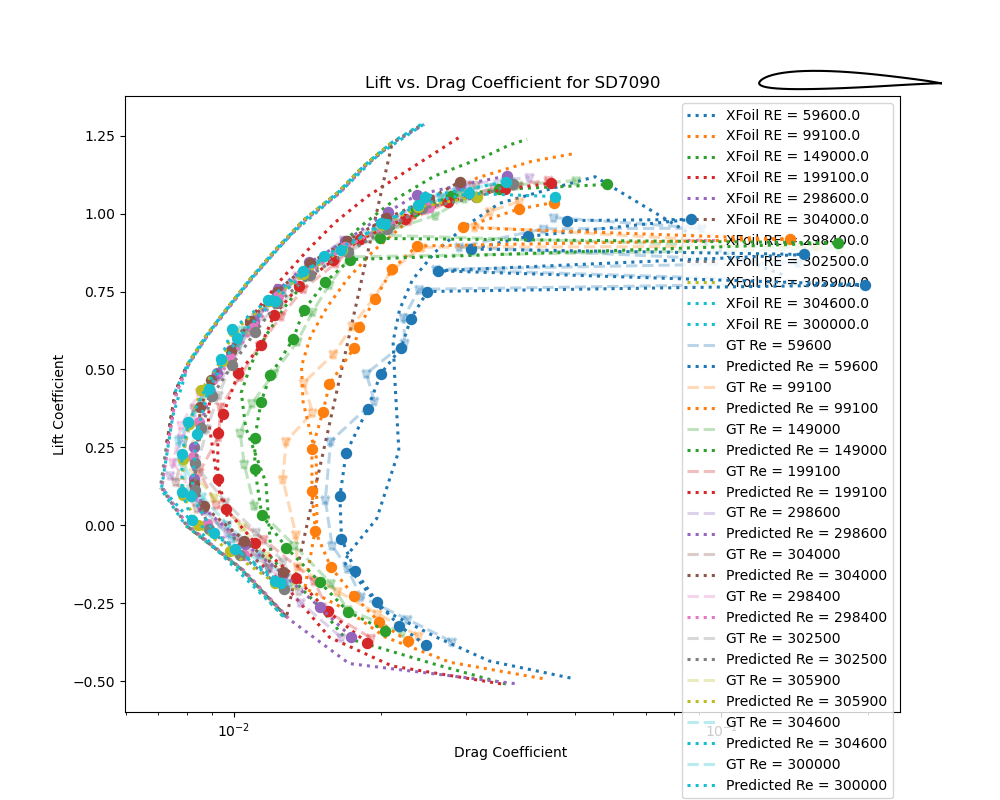 Lift vs. Drag Coefficient for SD7090
Lift Coefficient
1.25
1.00
0.75
0.50
0.25
0.00
−0.25
−0.50
10⁻²
10⁻¹
Drag Coefficient
XFoil RE = 59600.0
XFoil RE = 99100.0
XFoil RE = 149000.0
XFoil RE = 199100.0
XFoil RE = 298600.0
XFoil RE = 304000.0
XFoil RE = 298400.0
XFoil RE = 302500.0
XFoil RE = 305900.0
XFoil RE = 304600.0
XFoil RE = 300000.0
GT Re = 59600
Predicted Re = 59600
GT Re = 99100
Predicted Re = 99100
GT Re = 149000
Predicted Re = 149000
GT Re = 199100
Predicted Re = 199100
GT Re = 298600
Predicted Re = 298600
GT Re = 304000
Predicted Re = 304000
GT Re = 298400
Predicted Re = 298400
GT Re = 302500
Predicted Re = 302500
GT Re = 305900
Predicted Re = 305900
GT Re = 304600
Predicted Re = 304600
GT Re = 300000
Predicted Re = 300000